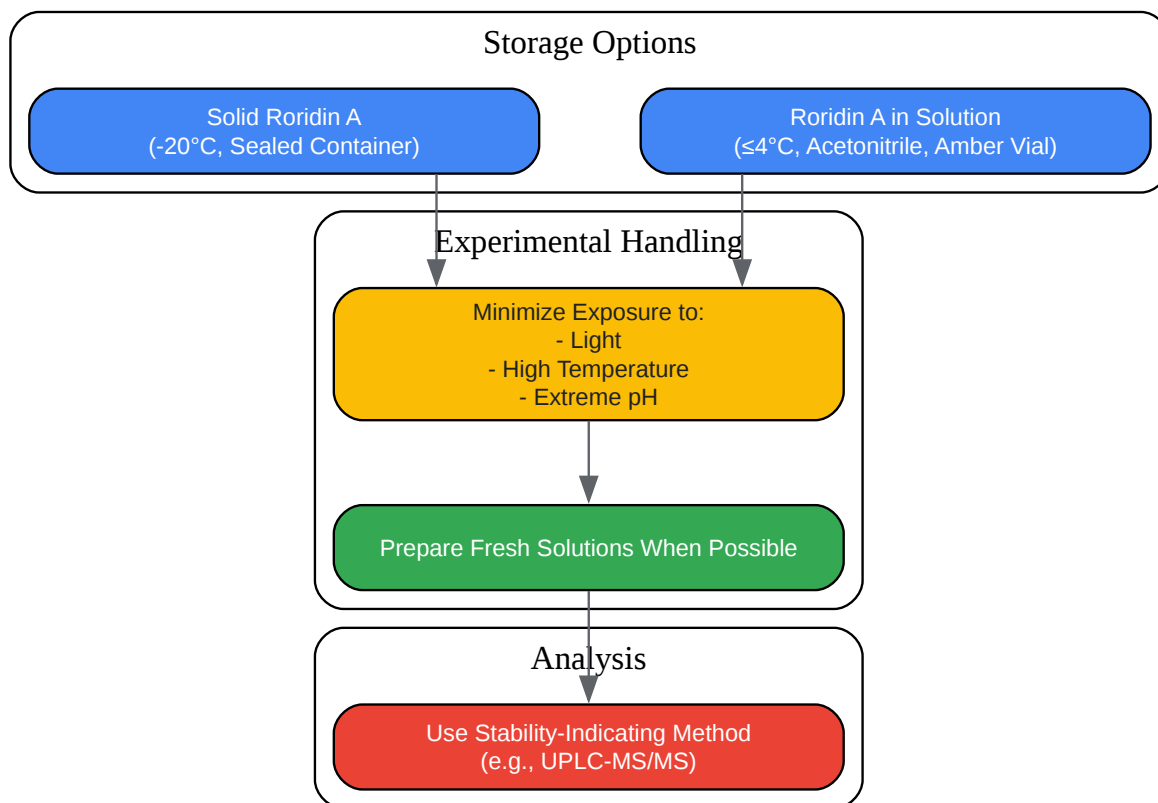 Storage Options
Solid Roridin A
(-20°C, Sealed Container)
Roridin A in Solution
(≤4°C, Acetonitrile, Amber Vial)
Experimental Handling
Minimize Exposure to:
- Light
- High Temperature
- Extreme pH
Prepare Fresh Solutions When Possible
Analysis
Use Stability-Indicating Method
(e.g., UPLC-MS/MS)